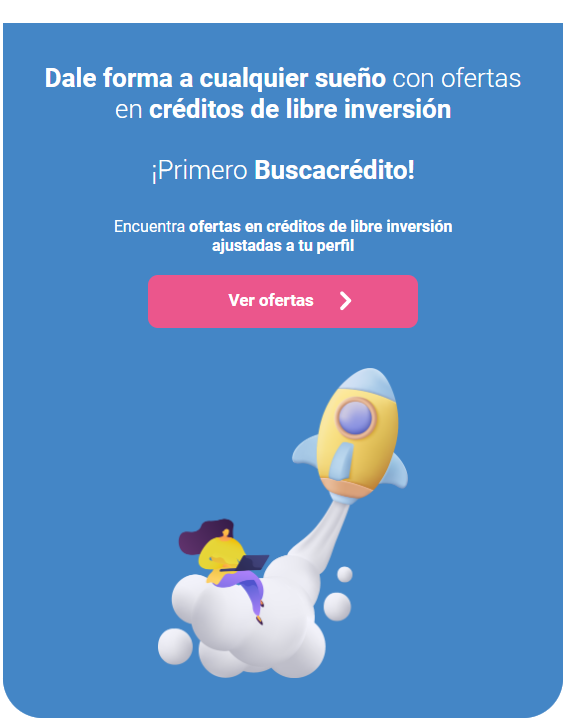 Dale forma a cualquier sueño con ofertas
en créditos de libre inversión
¡Primero Buscacrédito!
Encuentra ofertas en créditos de libre inversión
ajustadas a tu perfil
Ver ofertas